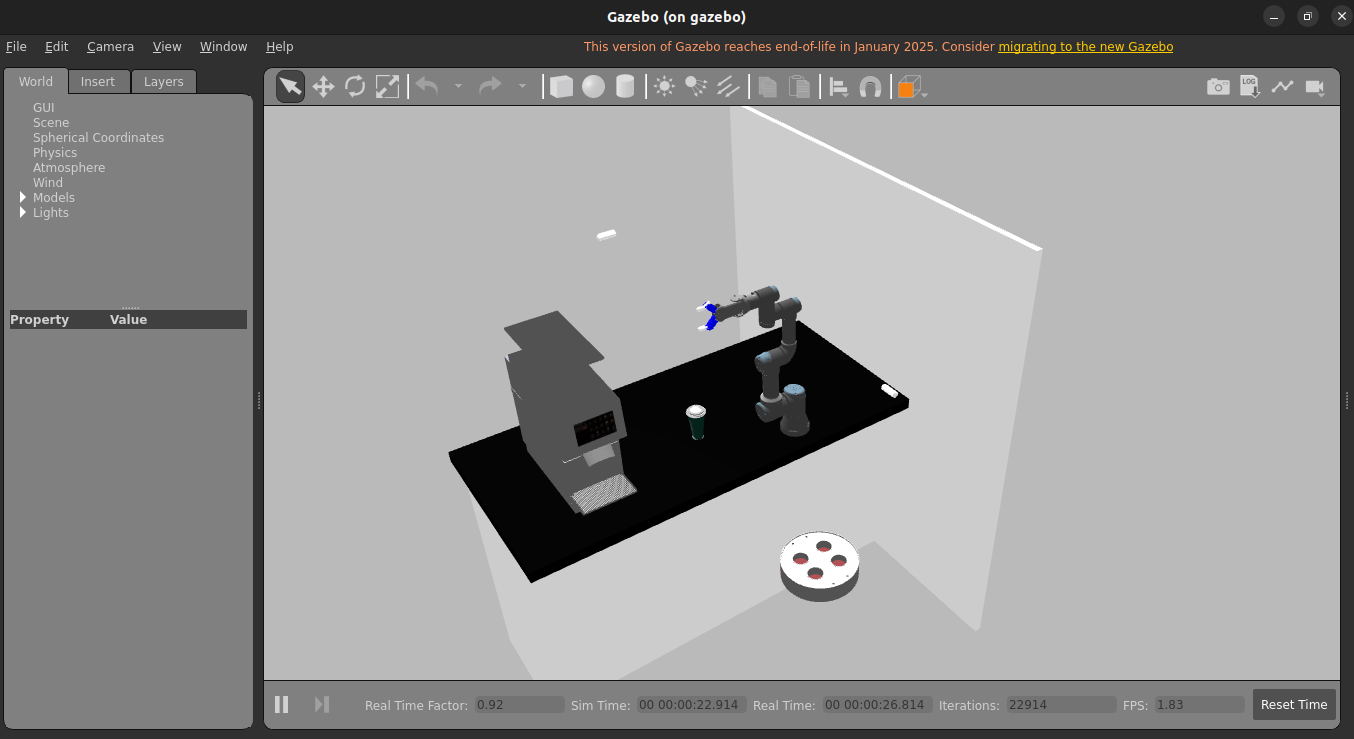 Gazebo (on gazebo)
File Edit Camera View Window Help
This version of Gazebo reaches end-of-life in January 2025. Consider migrating to the new Gazebo
World Insert Layers
LOG
GUI
Scene
Spherical Coordinates
Physics
Atmosphere
Wind
Models
Lights
Property Value
Real Time Factor: 0.92 Sim Time: 00 00:00:22.914 Real Time: 00 00:00:26.814 Iterations: 22914 FPS: 1.83 Reset Time